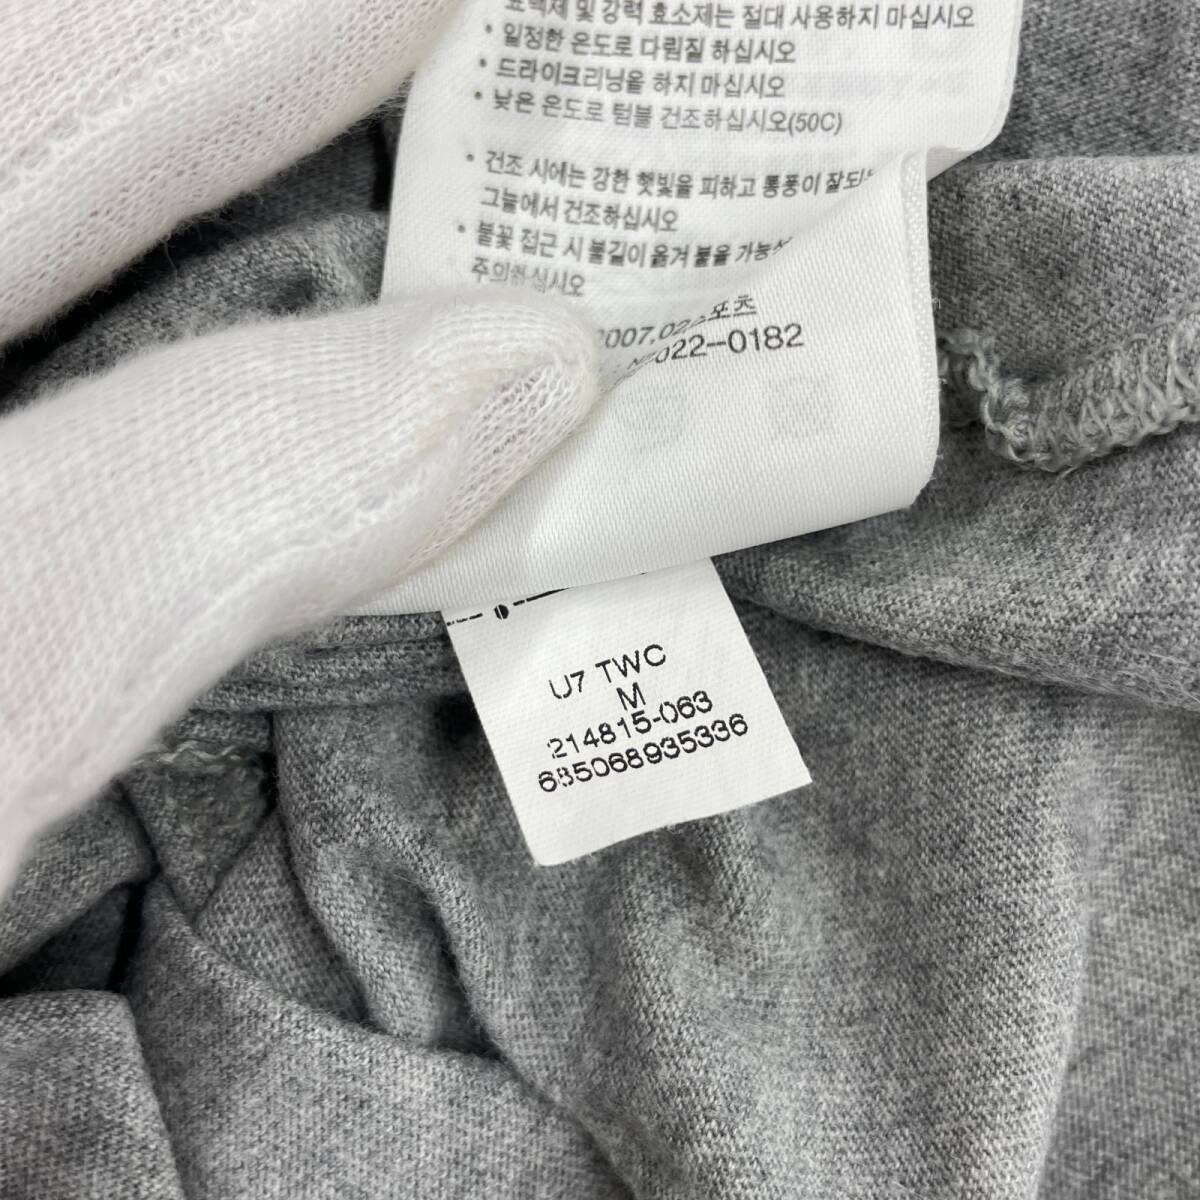 표백제 및 강력 효소제는 절대 사용하지 마십시오
• 일정한 온도로 다림질 하십시오
• 드라이크리닝을 하지 마십시오
• 낮은 온도로 텀블 건조하십시오(50C)
• 건조 시에는 강한 햇빛을 피하고 통풍이 잘되는
그늘에서 건조하십시오
• 불꽃 접근 시 불길이 옮겨 붙을 가능성
주의하십시오
포츠
2007.02
022-0182
U7 TWC
M
214815-063
685068935336